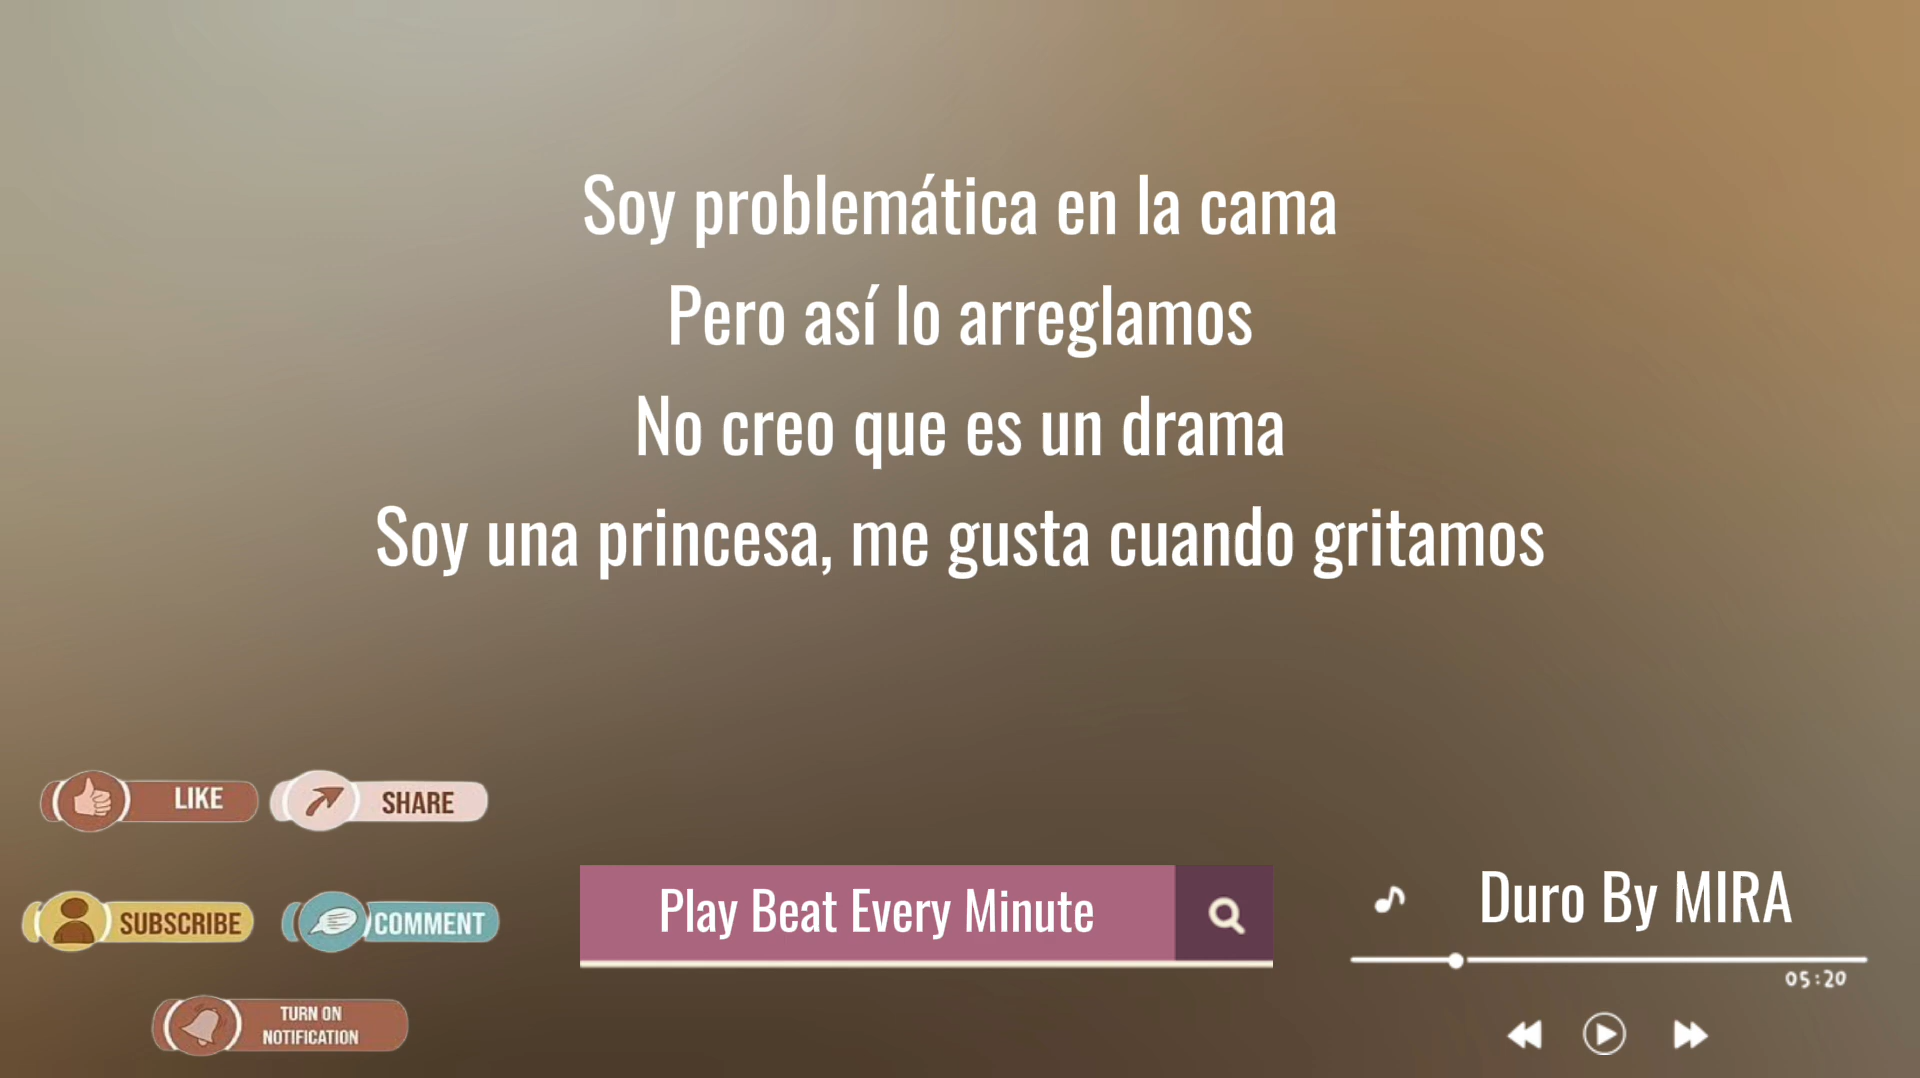 Soy problemática en la cama
Pero así lo arreglamos
No creo que es un drama
Soy una princesa, me gusta cuando gritamos
LIKE
SHARE
SUBSCRIBE
COMMENT
TURN ON
NOTIFICATION
Play Beat Every Minute
Duro By MIRA
05:20